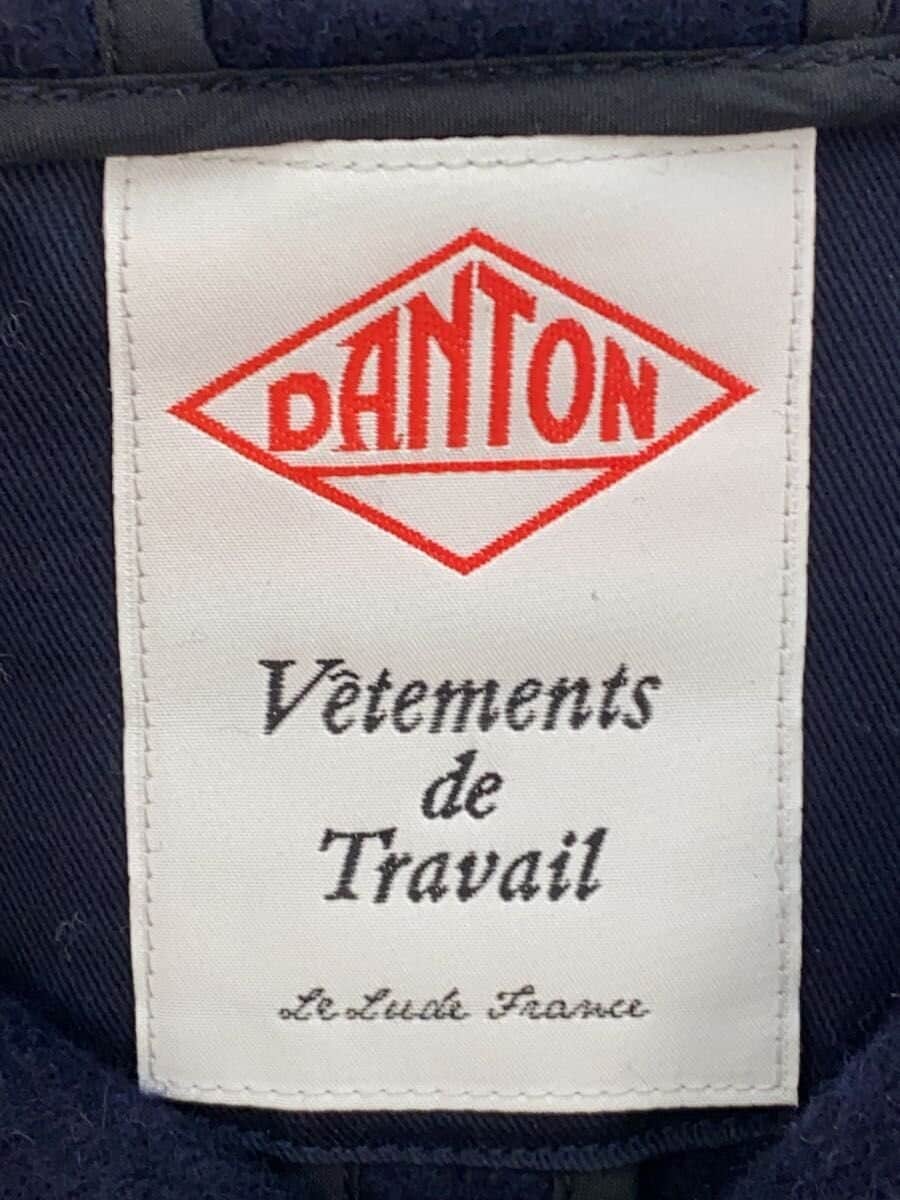 DANTON
Vêtements
de
Travail
Le Lude France